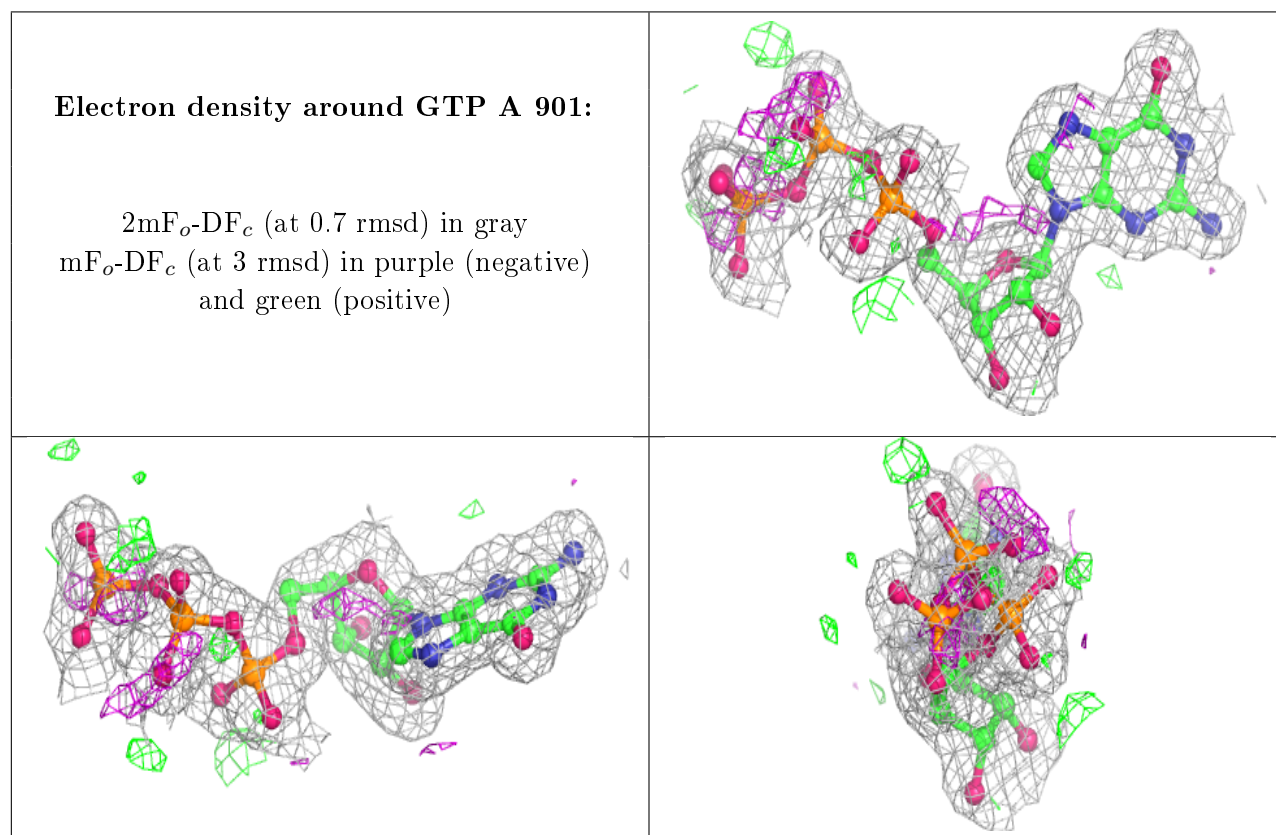 Electron density around GTP A 901:
2mFₒ-DF𝒸 (at 0.7 rmsd) in gray
mFₒ-DF𝒸 (at 3 rmsd) in purple (negative)
and green (positive)